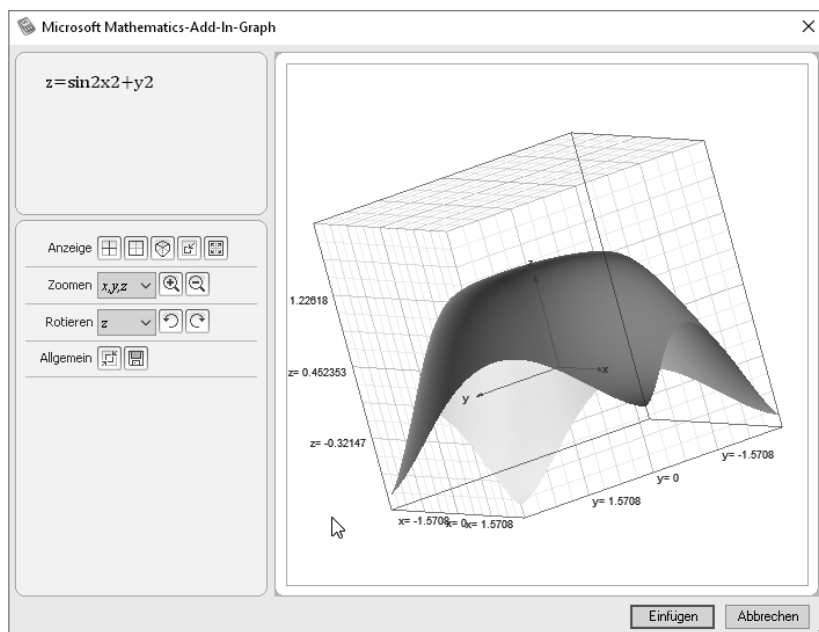 Microsoft Mathematics-Add-In-Graph
z=sin2x2+y2
Anzeige
Zoomen x,y,z
Rotieren z
Allgemein
z
1.22618
z= 0.452353
z= -0.32147
x
y
x= -1.5708
x= 0
x= 1.5708
y= 1.5708
y= 0
y= -1.5708
Einfügen
Abbrechen